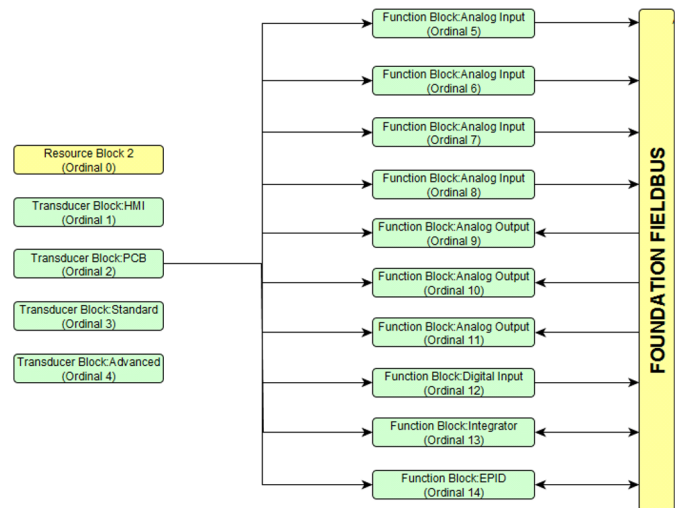 Resource Block 2
(Ordinal 0)
Transducer Block:HMI
(Ordinal 1)
Transducer Block:PCB
(Ordinal 2)
Transducer Block:Standard
(Ordinal 3)
Transducer Block:Advanced
(Ordinal 4)
Function Block:Analog Input
(Ordinal 5)
Function Block:Analog Input
(Ordinal 6)
Function Block:Analog Input
(Ordinal 7)
Function Block:Analog Input
(Ordinal 8)
Function Block:Analog Output
(Ordinal 9)
Function Block:Analog Output
(Ordinal 10)
Function Block:Analog Output
(Ordinal 11)
Function Block:Digital Input
(Ordinal 12)
Function Block:Integrator
(Ordinal 13)
Function Block:EPID
(Ordinal 14)
FOUNDATION FIELDBUS